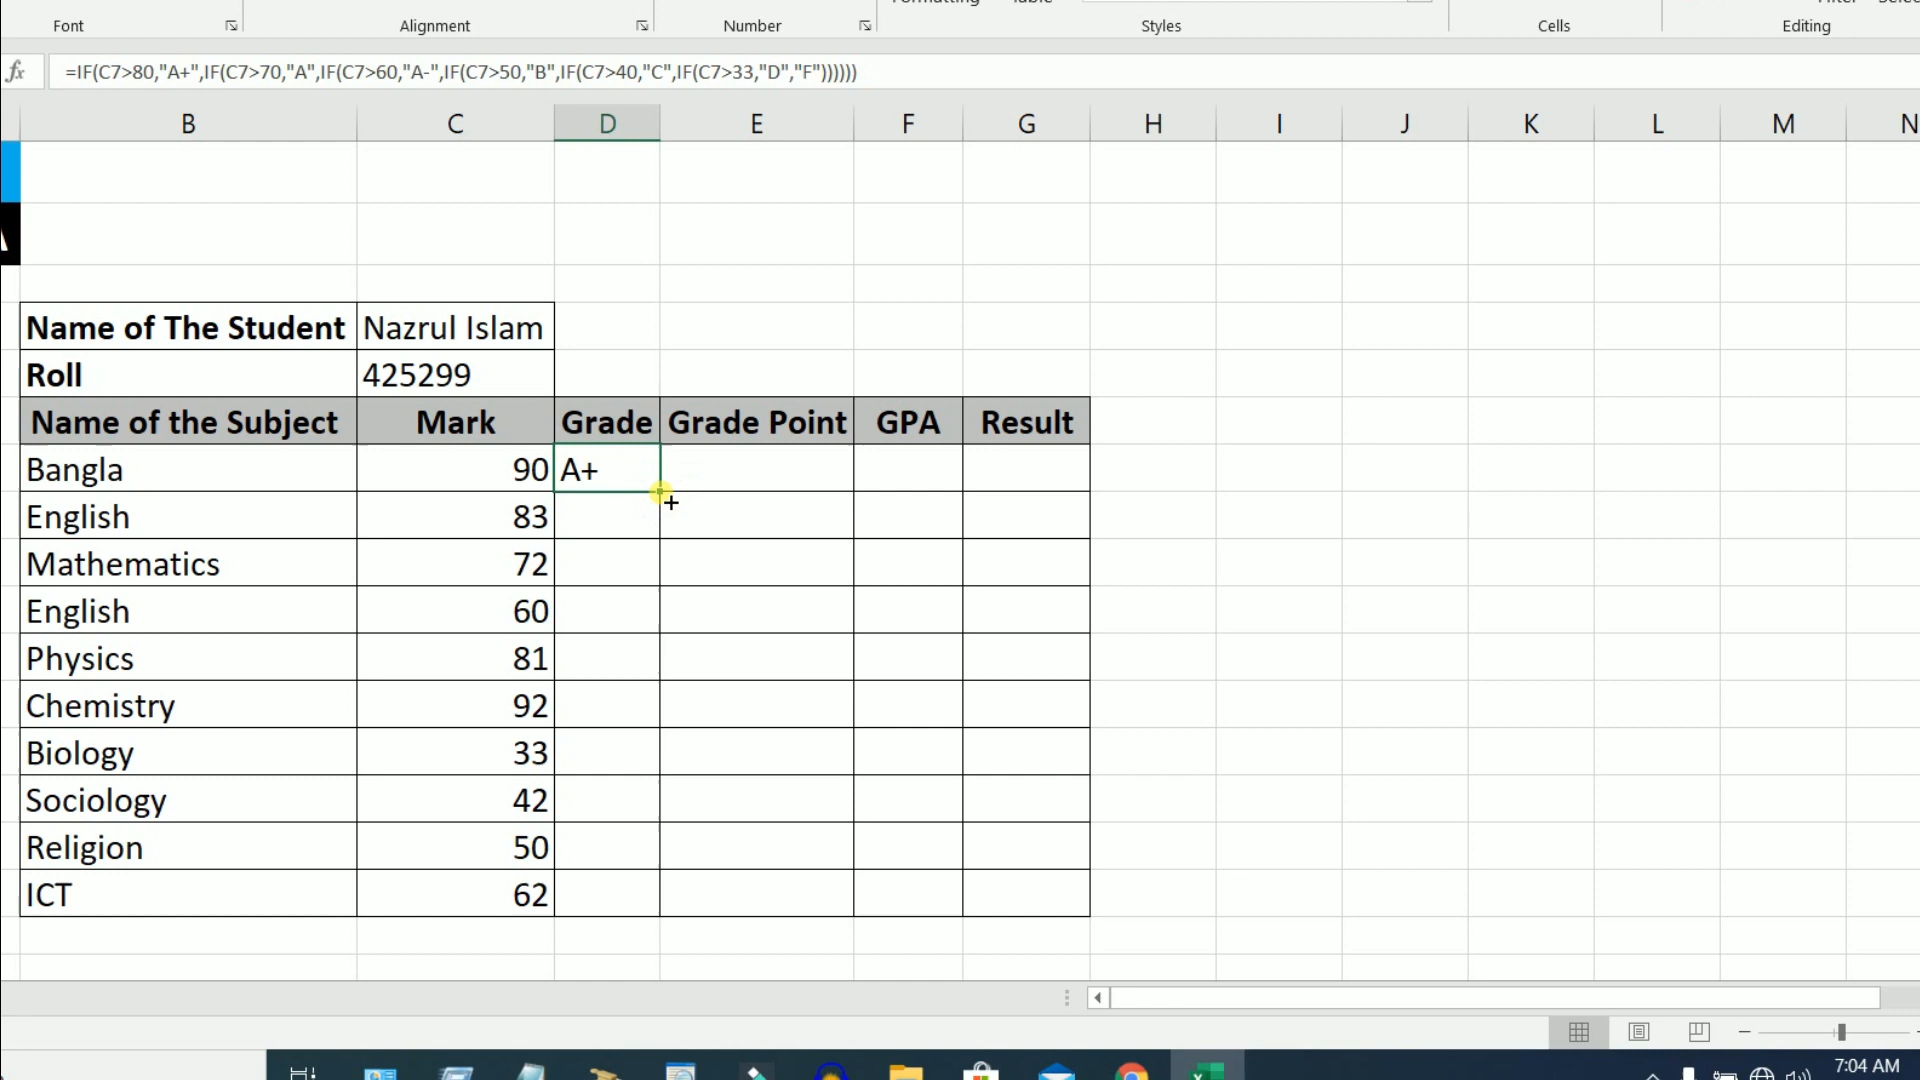 Font Alignment Number Styles Cells Editing
fx =IF(C7>80,"A+",IF(C7>70,"A",IF(C7>60,"A-",IF(C7>50,"B",IF(C7>40,"C",IF(C7>33,"D","F"))))))
B C D E F G H I J K L M N
Name of The Student Nazrul Islam
Roll 425299
Name of the Subject Mark Grade Grade Point GPA Result
Bangla 90 A+
English 83
Mathematics 72
English 60
Physics 81
Chemistry 92
Biology 33
Sociology 42
Religion 50
ICT 62
7:04 AM